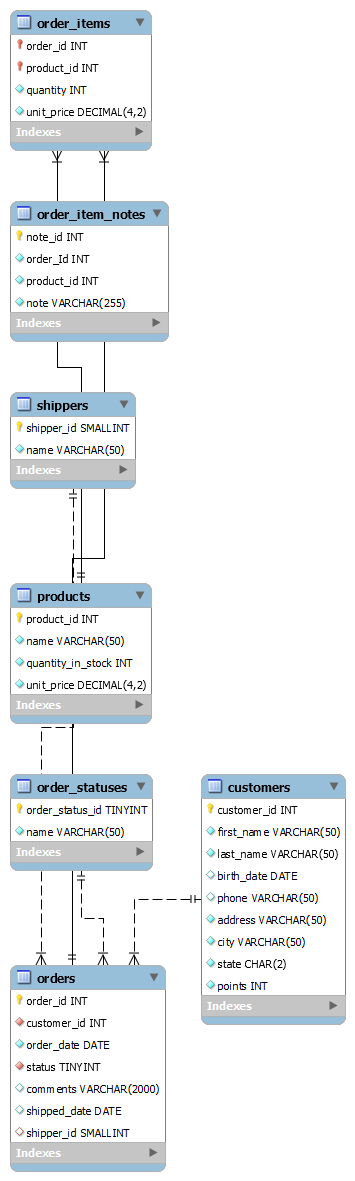 order_items
order_id INT
product_id INT
quantity INT
unit_price DECIMAL(4,2)
Indexes
order_item_notes
note_id INT
order_Id INT
product_id INT
note VARCHAR(255)
Indexes
shippers
shipper_id SMALLINT
name VARCHAR(50)
Indexes
products
product_id INT
name VARCHAR(50)
quantity_in_stock INT
unit_price DECIMAL(4,2)
Indexes
order_statuses
order_status_id TINYINT
name VARCHAR(50)
Indexes
customers
customer_id INT
first_name VARCHAR(50)
last_name VARCHAR(50)
birth_date DATE
phone VARCHAR(50)
address VARCHAR(50)
city VARCHAR(50)
state CHAR(2)
points INT
Indexes
orders
order_id INT
customer_id INT
order_date DATE
status TINYINT
comments VARCHAR(2000)
shipped_date DATE
shipper_id SMALLINT
Indexes